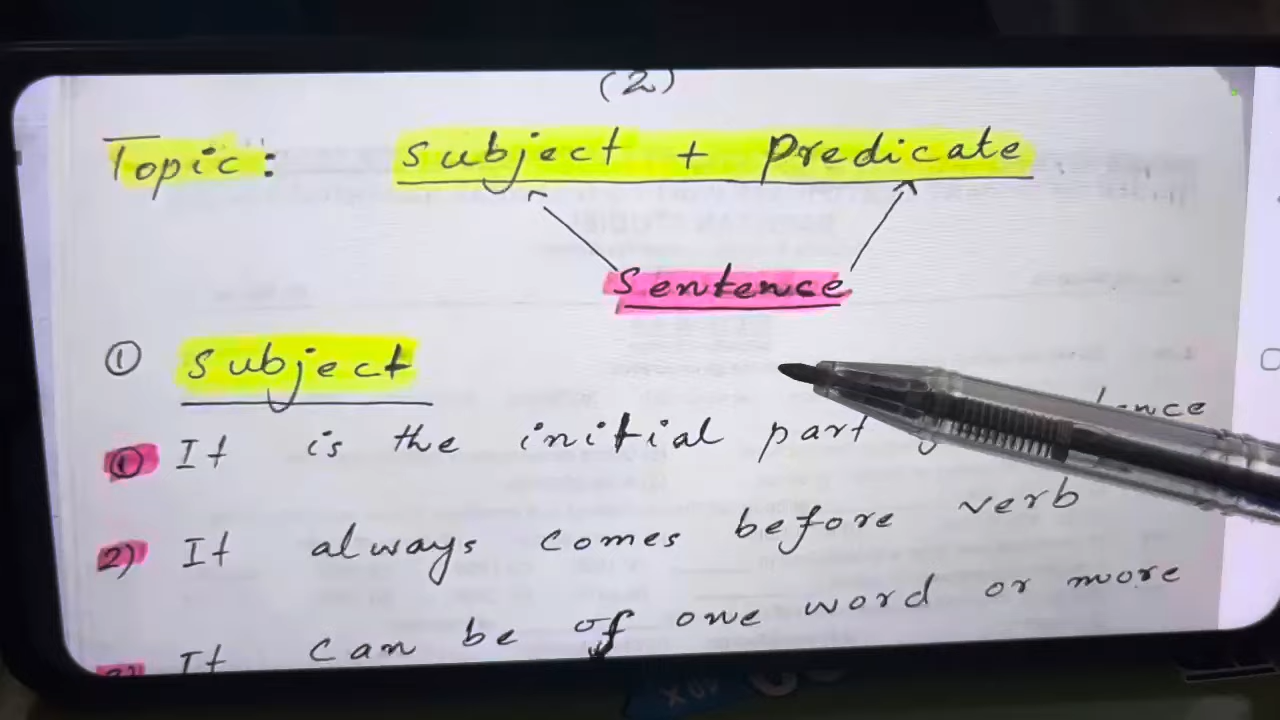 (2)
Topic: Subject + Predicate
Sentence
① Subject
① It is the initial part
2) It always comes before verb
It can be of one word or more